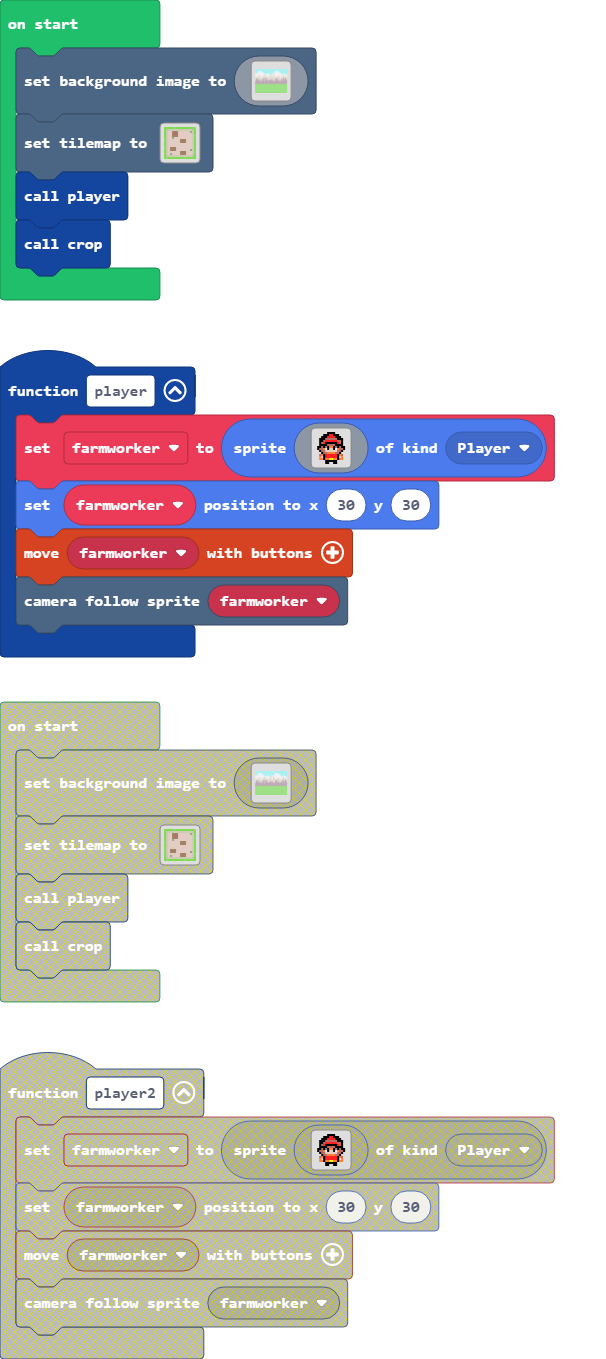 on start
set background image to
set tilemap to
call player
call crop
function player
set farmworker to sprite of kind Player
set farmworker position to x 30 y 30
move farmworker with buttons
camera follow sprite farmworker
on start
set background image to
set tilemap to
call player
call crop
function player2
set farmworker to sprite of kind Player
set farmworker position to x 30 y 30
move farmworker with buttons
camera follow sprite farmworker